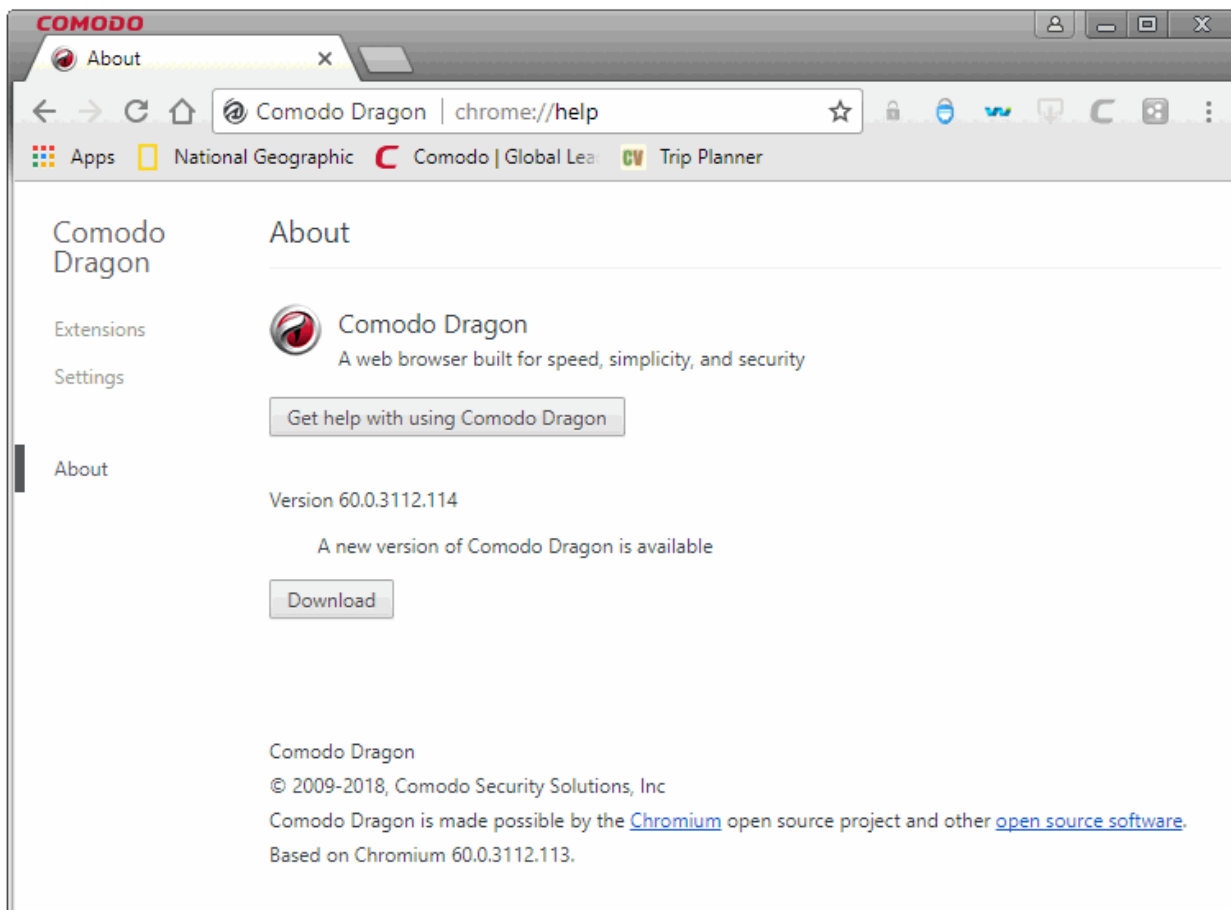 COMODO
About
Comodo Dragon chrome://help
Apps National Geographic Comodo | Global Lea CV Trip Planner
Comodo
Dragon
About
Comodo Dragon
Extensions
A web browser built for speed, simplicity, and security
Settings
Get help with using Comodo Dragon
About
Version 60.0.3112.114
A new version of Comodo Dragon is available
Download
Comodo Dragon
© 2009-2018, Comodo Security Solutions, Inc
Comodo Dragon is made possible by the Chromium open source project and other open source software.
Based on Chromium 60.0.3112.113.